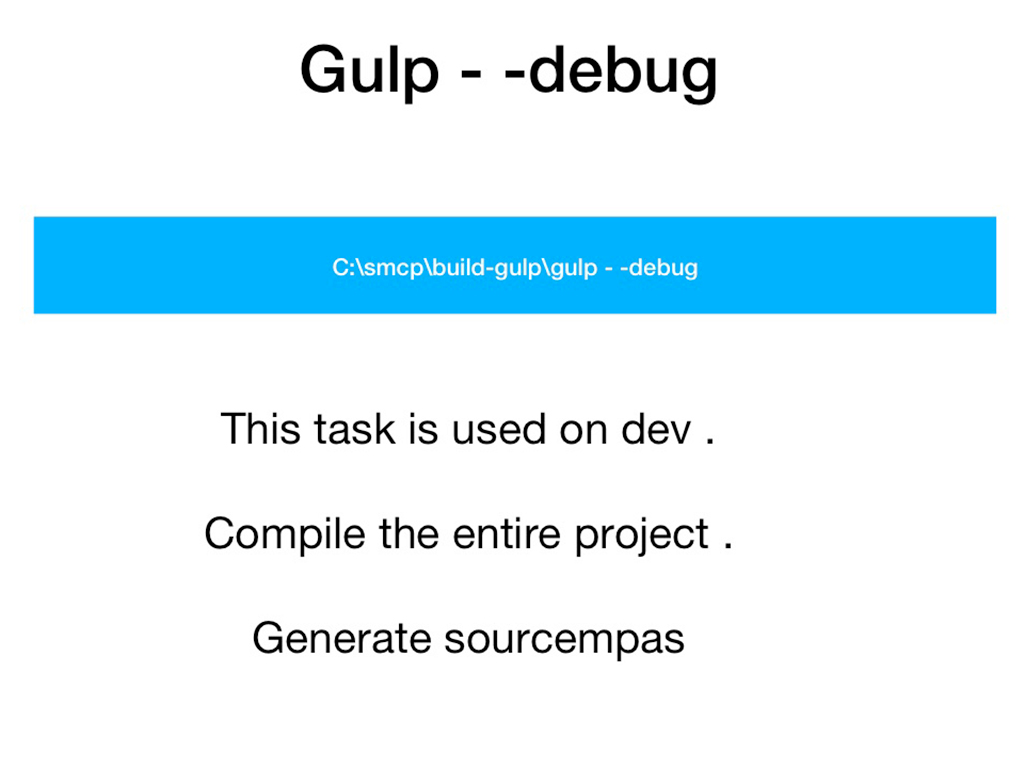 Gulp - -debug
C:\smcp\build-gulp\gulp - -debug
This task is used on dev .
Compile the entire project .
Generate sourcempas